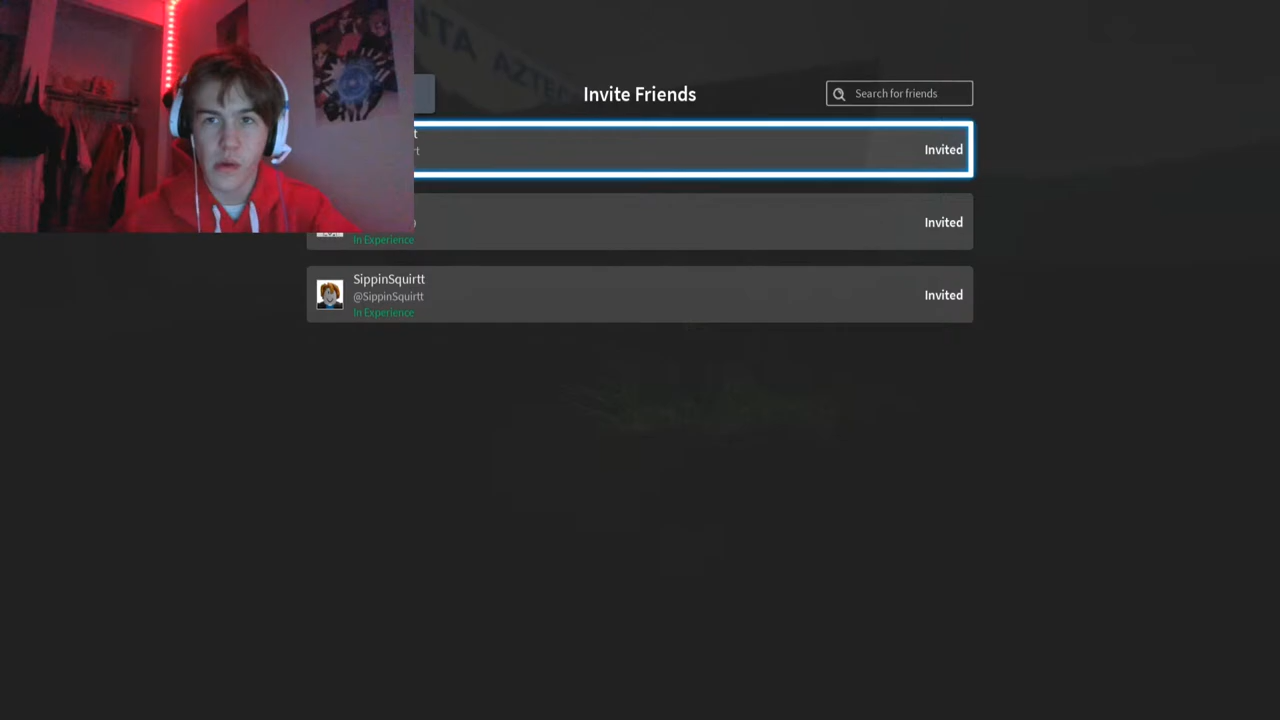 Invite Friends
Search for friends
Invited
In Experience
Invited
SippinSquirtt
@SippinSquirtt
In Experience
Invited